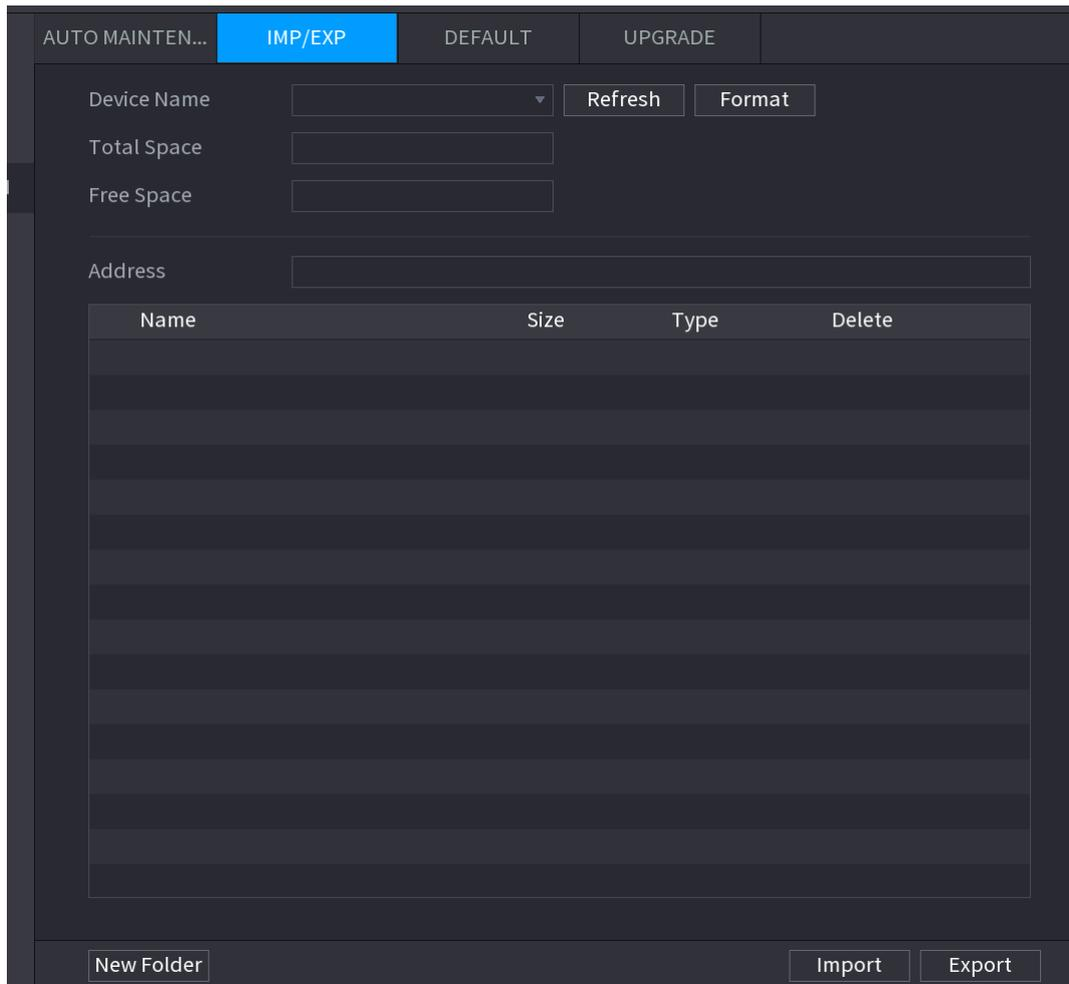 AUTO MAINTEN... IMP/EXP DEFAULT UPGRADE
Device Name Refresh Format
Total Space
Free Space
Address
Name Size Type Delete
New Folder Import Export